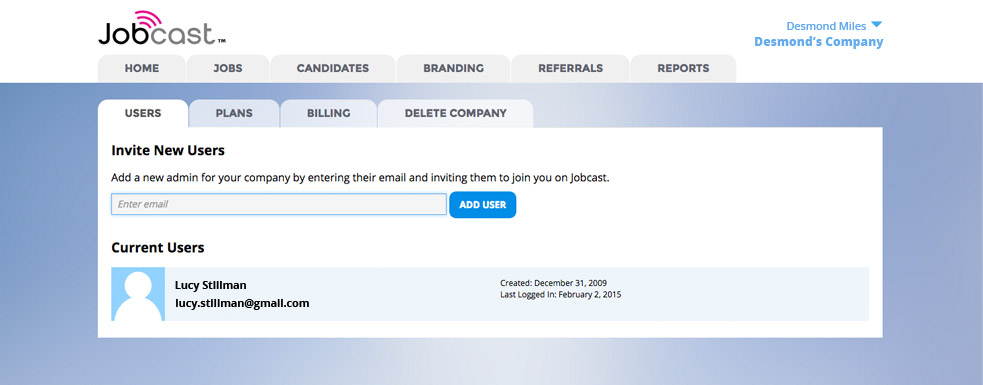 Jobcast™
Desmond Miles
Desmond's Company
HOME JOBS CANDIDATES BRANDING REFERRALS REPORTS
USERS PLANS BILLING DELETE COMPANY
Invite New Users
Add a new admin for your company by entering their email and inviting them to join you on Jobcast.
Enter email ADD USER
Current Users
Lucy Stillman
lucy.stillman@gmail.com
Created: December 31, 2009
Last Logged In: February 2, 2015